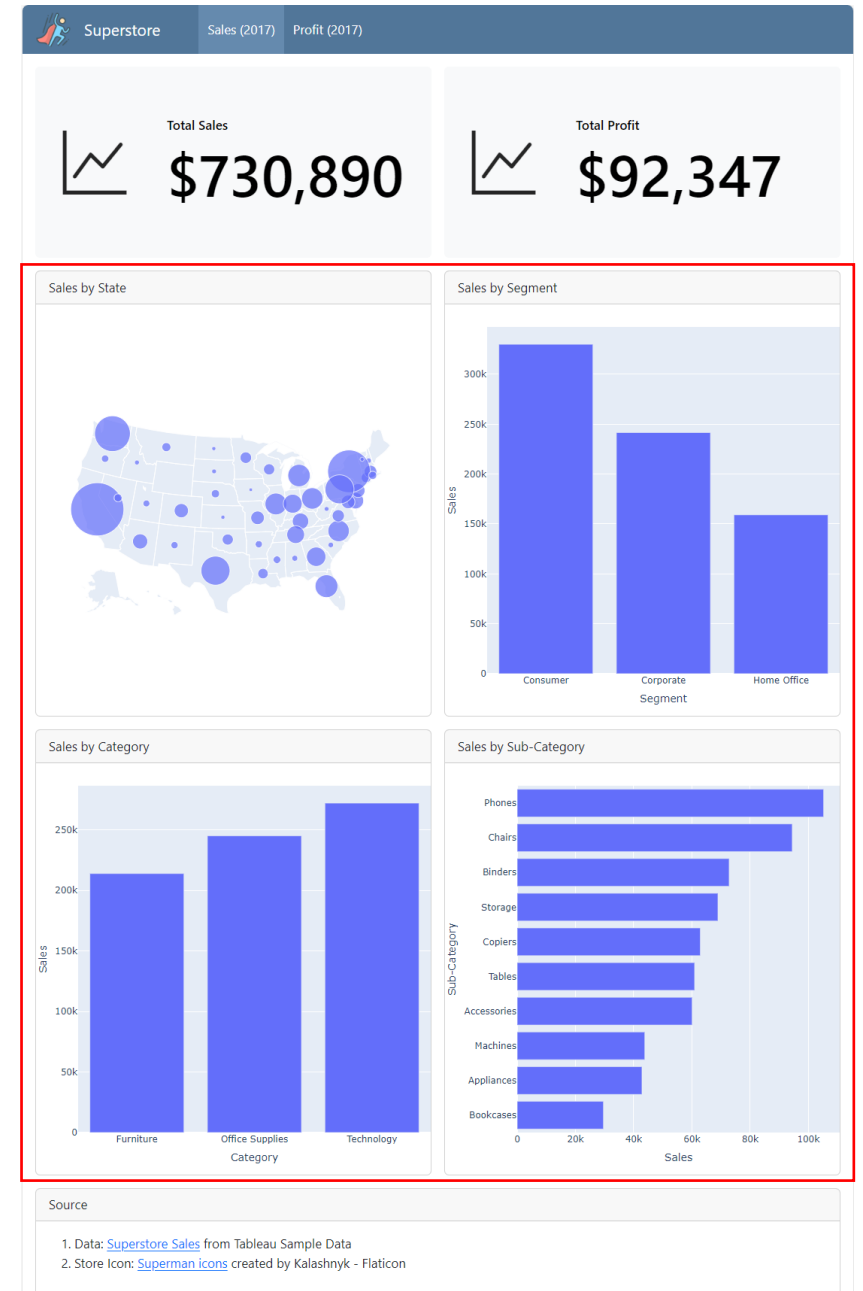 Superstore
Sales (2017)
Profit (2017)
Total Sales
$730,890
Total Profit
$92,347
Sales by State
Sales by Segment
300k
250k
200k
150k
100k
50k
0
Sales
Consumer
Corporate
Home Office
Segment
Sales by Category
250k
200k
150k
100k
50k
0
Sales
Furniture
Office Supplies
Technology
Category
Sales by Sub-Category
Phones
Chairs
Binders
Storage
Copiers
Tables
Accessories
Machines
Appliances
Bookcases
Sub-Category
0
20k
40k
60k
80k
100k
Sales
Source
1. Data: Superstore Sales from Tableau Sample Data
2. Store Icon: Superman icons created by Kalashnyk - Flaticon